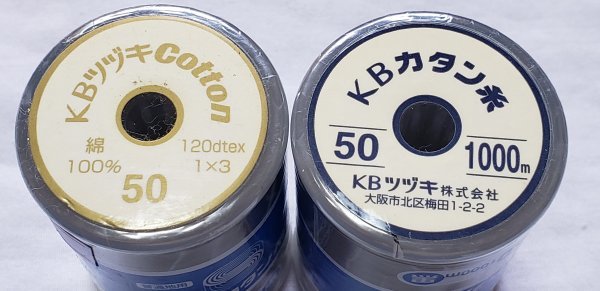 KBツヅキCotton
綿 120dtex
100% 1×3
50
KBカタン糸
50 1000m
KBツヅキ株式会社
大阪市北区梅田1-2-2